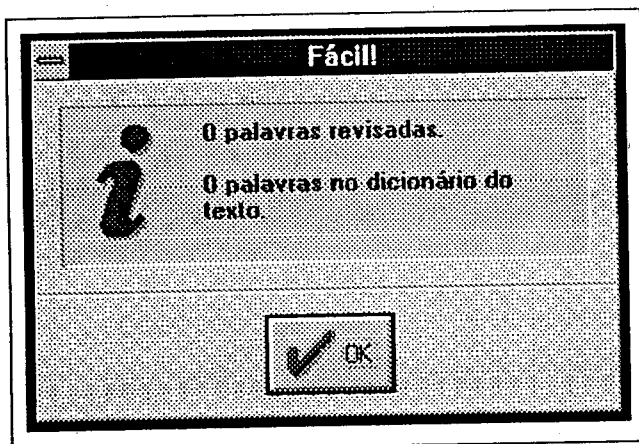 Fácil!
0 palavras revisadas.
0 palavras no dicionário do
texto.
OK